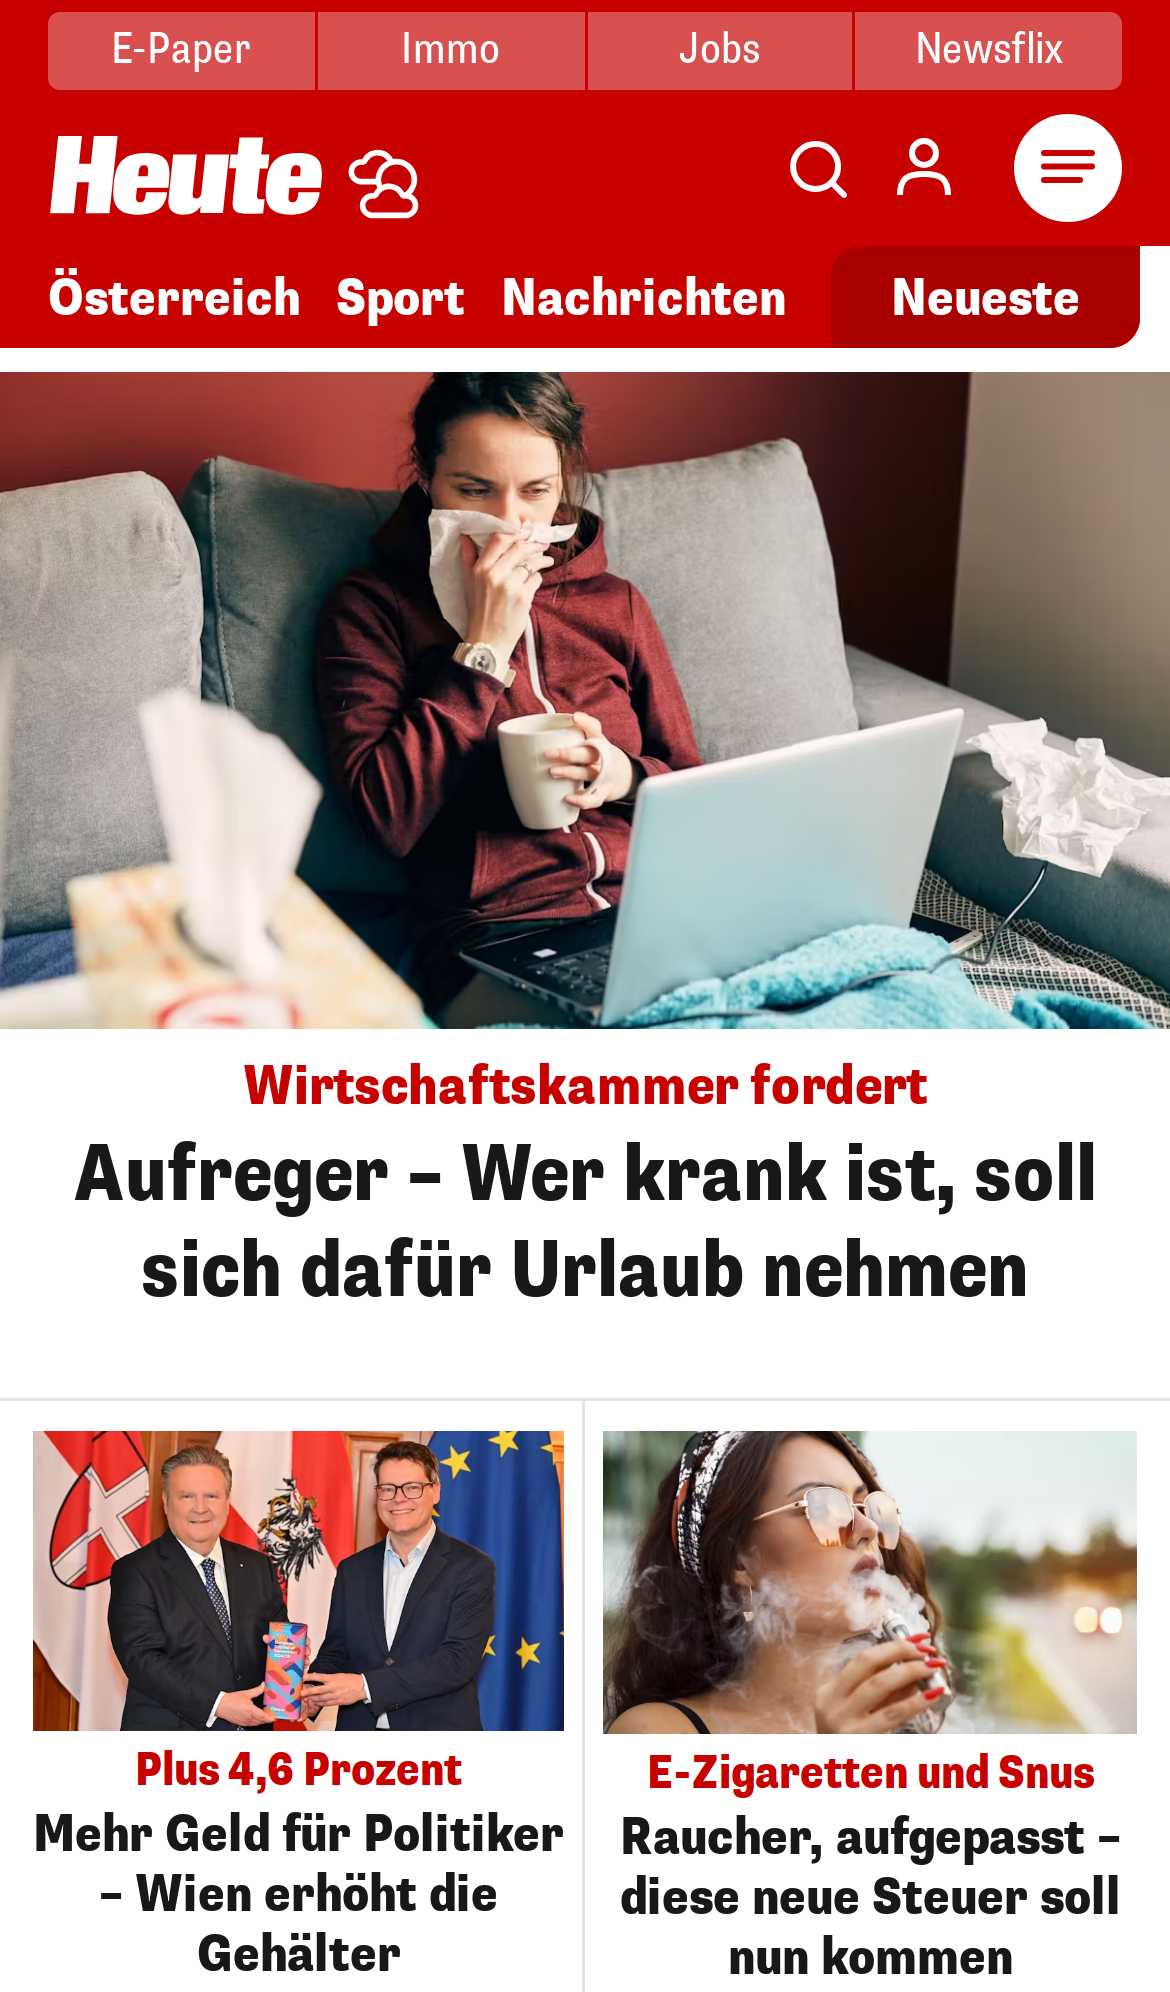 E-Paper
Immo
Jobs
Newsflix
Heute
Österreich
Sport
Nachrichten
Neueste
Wirtschaftskammer fordert
Aufreger – Wer krank ist, soll
sich dafür Urlaub nehmen
Plus 4,6 Prozent
Mehr Geld für Politiker
– Wien erhöht die
Gehälter
E-Zigaretten und Snus
Raucher, aufgepasst –
diese neue Steuer soll
nun kommen